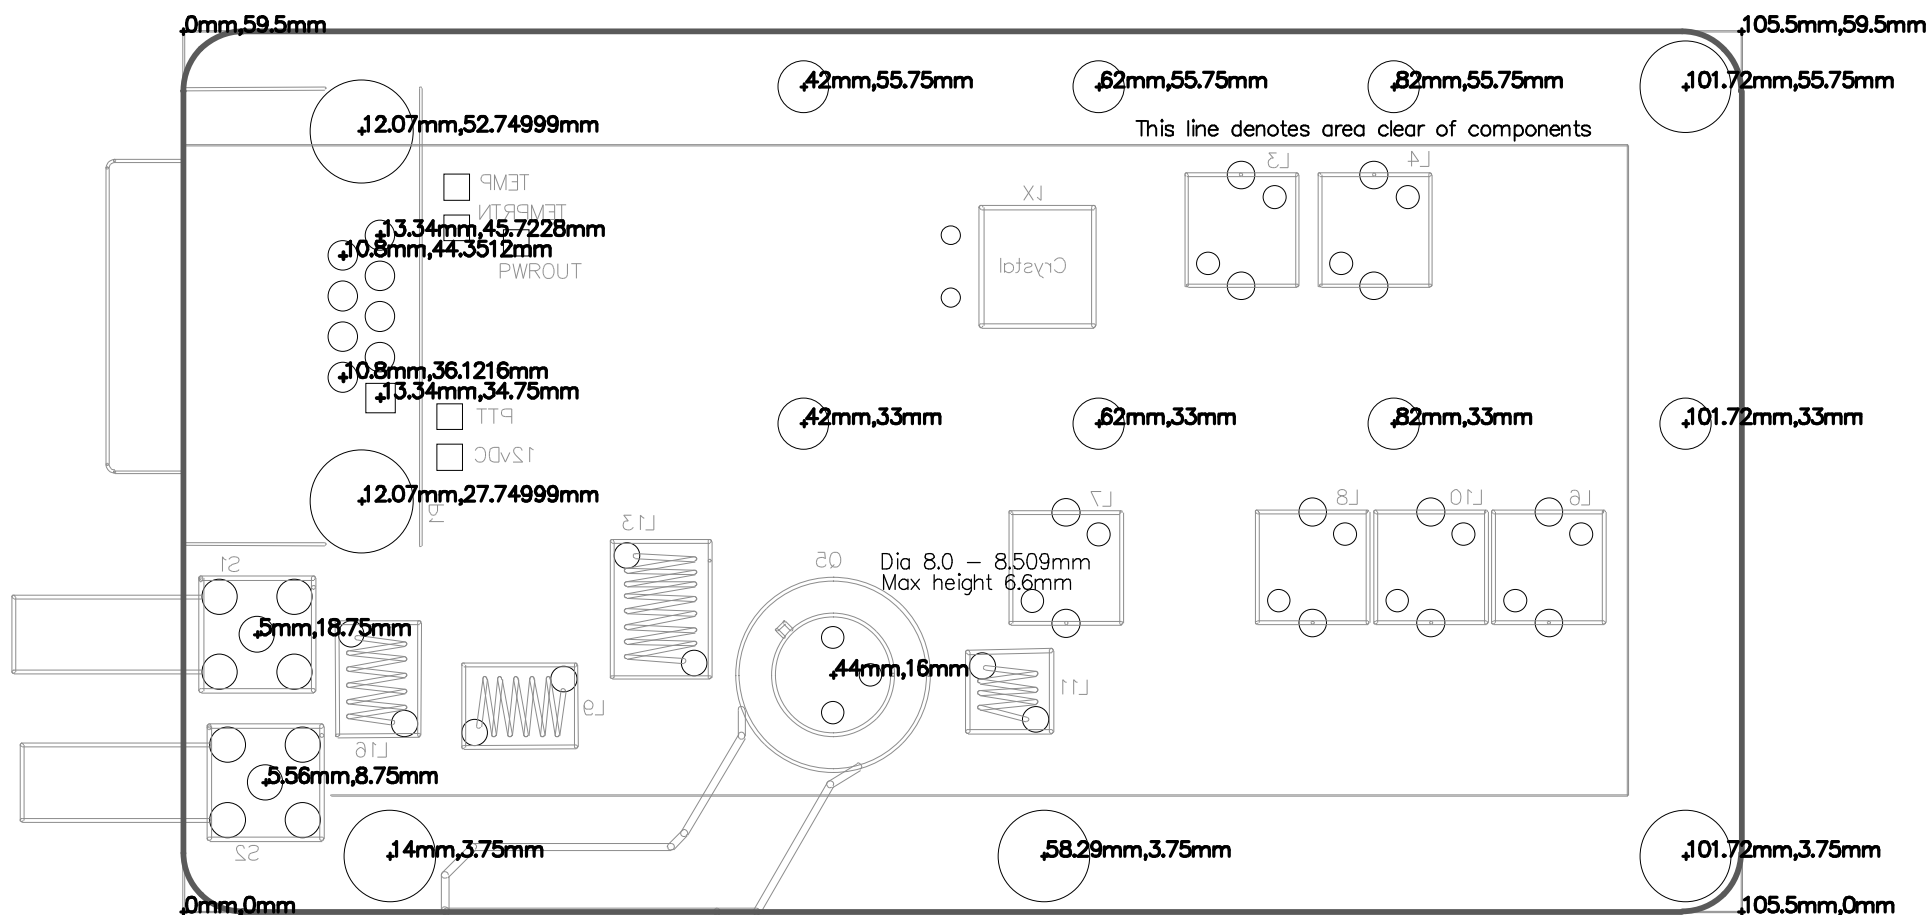 0mm,59.5mm
105.5mm,59.5mm
42mm,55.75mm
62mm,55.75mm
82mm,55.75mm
101.72mm,55.75mm
12.07mm,52.74999mm
This line denotes area clear of components
L3
L4
TEMP
LX
TEMPRTN
13.34mm,45.7228mm
10.8mm,44.3512mm
PWROUT
Crystal
10.8mm,36.1216mm
13.34mm,34.75mm
PTT
42mm,33mm
62mm,33mm
82mm,33mm
101.72mm,33mm
12vDC
12.07mm,27.74999mm
P1
L7
L8
L10
L6
L13
S1
Q5
Dia 8.0 - 8.509mm
Max height 6.6mm
5mm,18.75mm
44mm,16mm
L11
L9
L16
5.56mm,8.75mm
S2
14mm,3.75mm
58.29mm,3.75mm
101.72mm,3.75mm
0mm,0mm
105.5mm,0mm